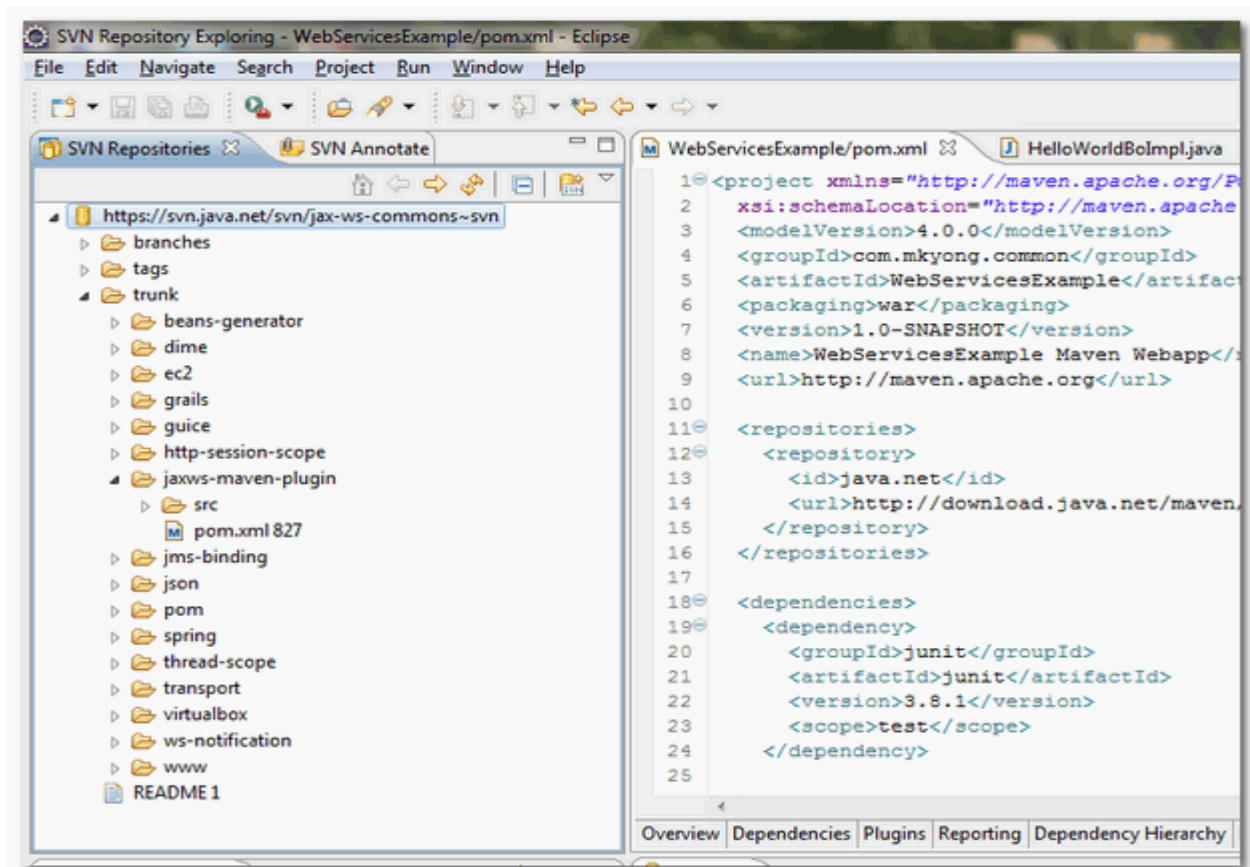 SVN Repository Exploring - WebServicesExample/pom.xml - Eclipse
File Edit Navigate Search Project Run Window Help
SVN Repositories
SVN Annotate
https://svn.java.net/svn/jax-ws-commons~svn
branches
tags
trunk
beans-generator
dime
ec2
grails
guice
http-session-scope
jaxws-maven-plugin
src
pom.xml 827
jms-binding
json
pom
spring
thread-scope
transport
virtualbox
ws-notification
www
README 1
WebServicesExample/pom.xml
HelloWorldBoImpl.java
1 <project xmlns="http://maven.apache.org/P
2 xsi:schemaLocation="http://maven.apache
3 <modelVersion>4.0.0</modelVersion>
4 <groupId>com.mkyong.common</groupId>
5 <artifactId>WebServicesExample</artifact
6 <packaging>war</packaging>
7 <version>1.0-SNAPSHOT</version>
8 <name>WebServicesExample Maven Webapp</
9 <url>http://maven.apache.org</url>
10
11 <repositories>
12 <repository>
13 <id>java.net</id>
14 <url>http://download.java.net/maven/
15 </repository>
16 </repositories>
17
18 <dependencies>
19 <dependency>
20 <groupId>junit</groupId>
21 <artifactId>junit</artifactId>
22 <version>3.8.1</version>
23 <scope>test</scope>
24 </dependency>
25
Overview Dependencies Plugins Reporting Dependency Hierarchy